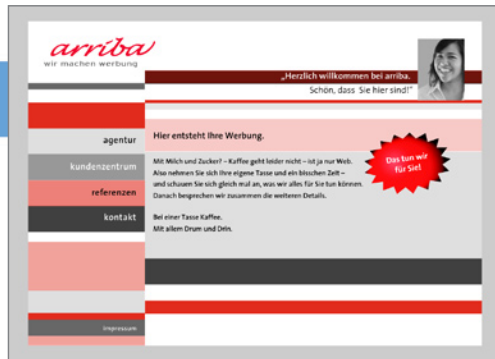 arriba
wir machen werbung
„Herzlich willkommen bei arriba.
Schön, dass Sie hier sind!“
agentur
kundenzentrum
referenzen
kontakt
Hier entsteht Ihre Werbung.
Mit Milch und Zucker? – Kaffee geht leider nicht – ist ja nur Web.
Also nehmen Sie sich Ihre eigene Tasse und ein bisschen Zeit –
und schauen Sie sich gleich mal an, was wir alles für Sie tun können.
Danach besprechen wir zusammen die weiteren Details.
Bei einer Tasse Kaffee.
Mit allem Drum und Drin.
Das tun wir
für Sie!
impressum